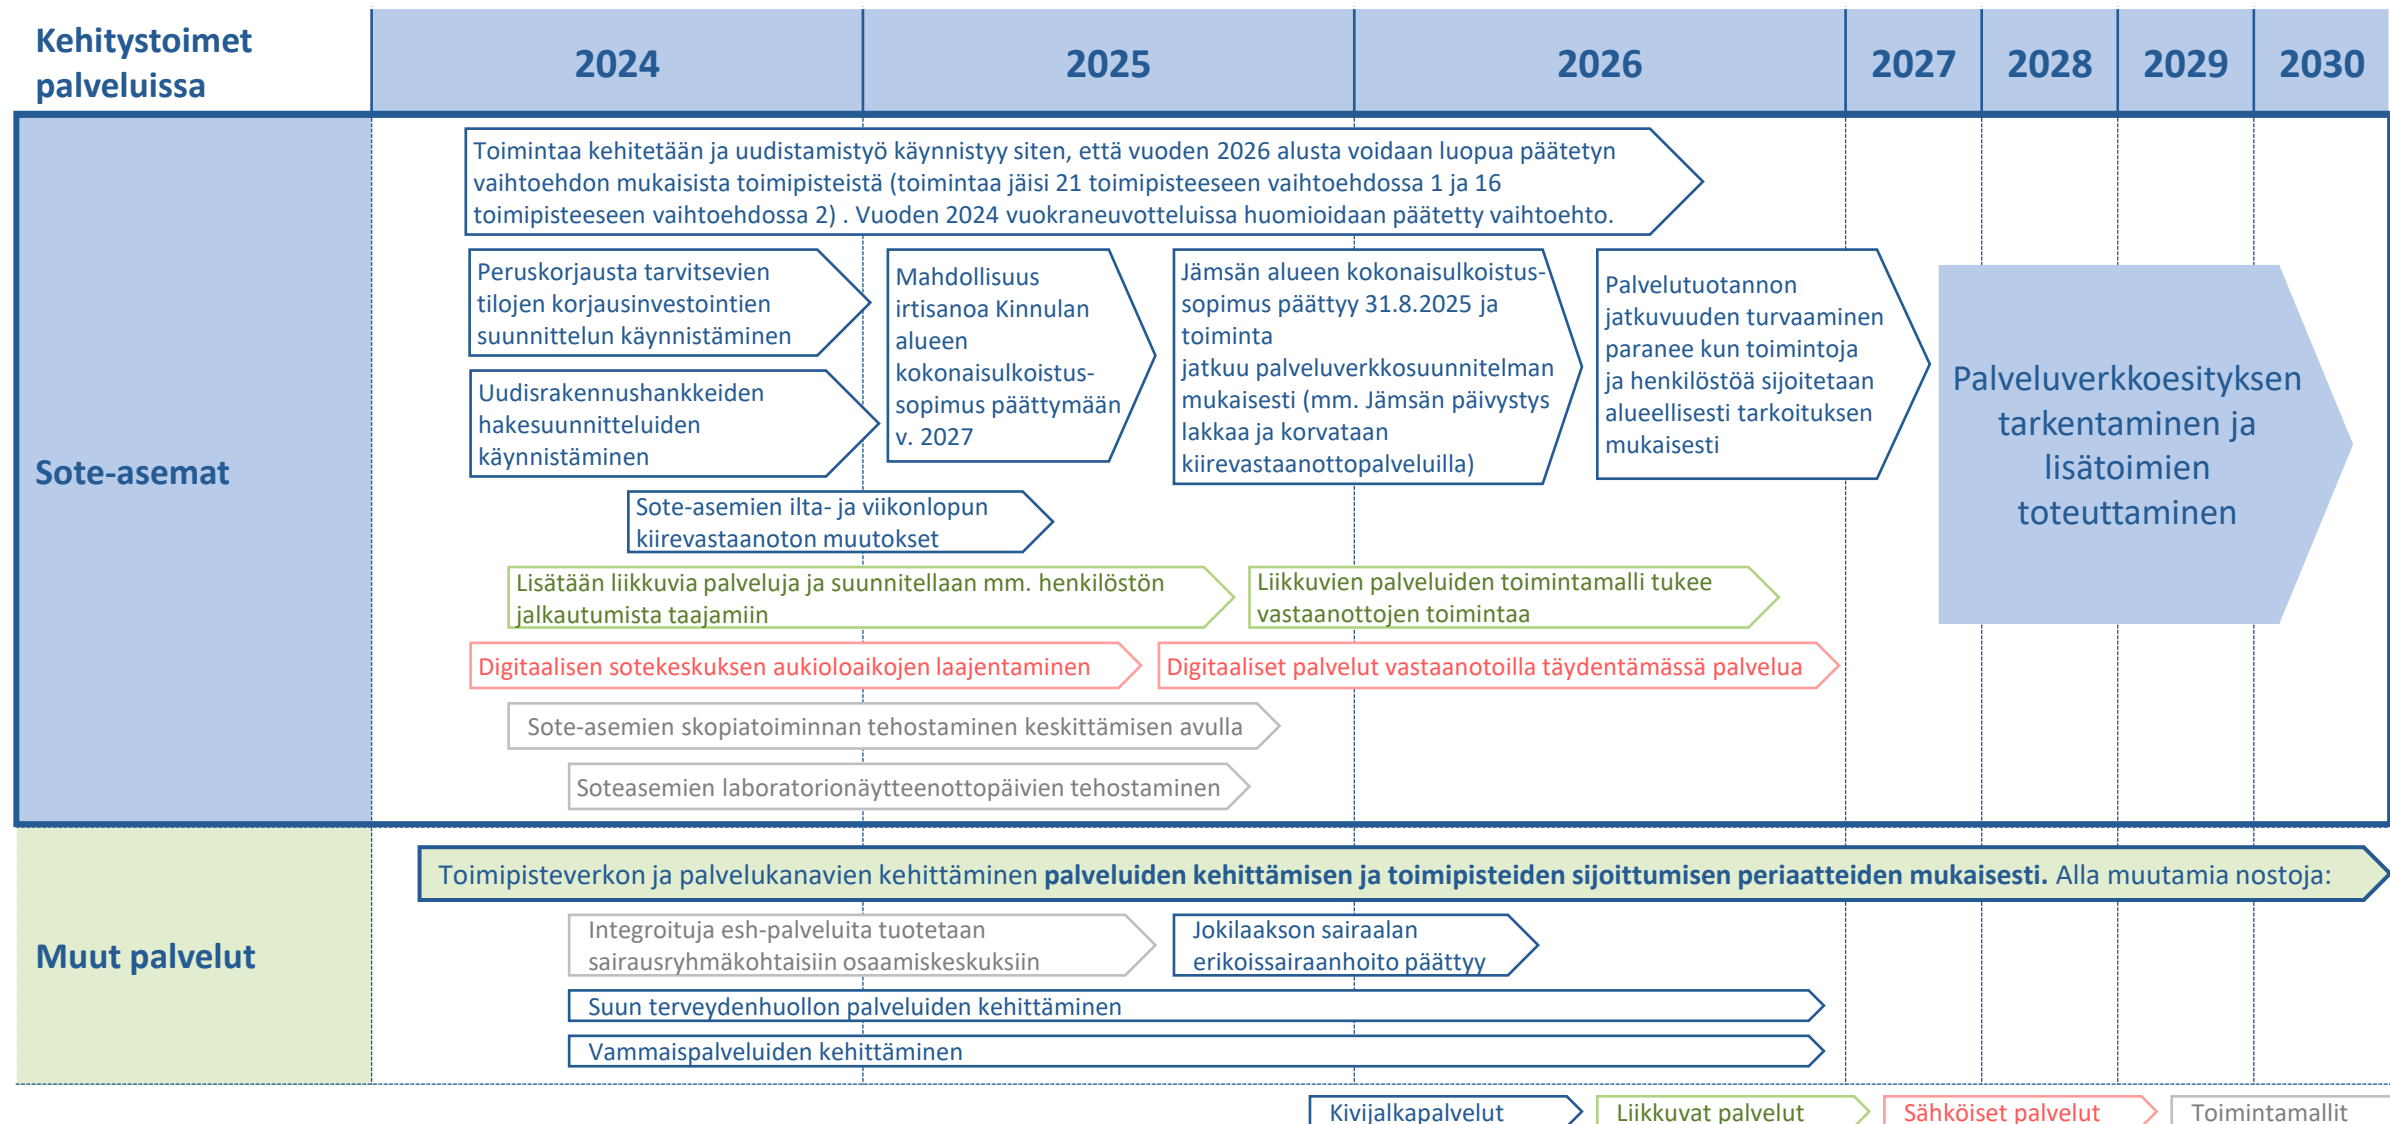 Kehitystoimet
palveluissa
2024
2025
2026
2027
2028
2029
2030
Sote-asemat
Toimintaa kehitetään ja uudistamistyö käynnistyy siten, että vuoden 2026 alusta voidaan luopua päätetyn
vaihtoehdon mukaisista toimipisteistä (toimintaa jäisi 21 toimipisteeseen vaihtoehdossa 1 ja 16
toimipisteeseen vaihtoehdossa 2) . Vuoden 2024 vuokraneuvotteluissa huomioidaan päätetty vaihtoehto.
Peruskorjausta tarvitsevien
tilojen korjausinvestointien
suunnittelun käynnistäminen
Uudisrakennushankkeiden
hakesuunnitteluiden
käynnistäminen
Mahdollisuus
irtisanoa Kinnulan
alueen
kokonaisulkoistus-
sopimus päättymään
v. 2027
Jämsän alueen kokonaisulkoistus-
sopimus päättyy 31.8.2025 ja
toiminta
jatkuu palveluverkkosuunnitelman
mukaisesti (mm. Jämsän päivystys
lakkaa ja korvataan
kiirevastaanottopalveluilla)
Palvelutuotannon
jatkuvuuden turvaaminen
paranee kun toimintoja
ja henkilöstöä sijoitetaan
alueellisesti tarkoituksen
mukaisesti
Palveluverkkoesityksen
tarkentaminen ja
lisätoimien
toteuttaminen
Sote-asemien ilta- ja viikonlopun
kiirevastaanoton muutokset
Lisätään liikkuvia palveluja ja suunnitellaan mm. henkilöstön
jalkautumista taajamiin
Liikkuvien palveluiden toimintamalli tukee
vastaanottojen toimintaa
Digitaalisen sotekeskuksen aukioloaikojen laajentaminen
Digitaaliset palvelut vastaanotoilla täydentämässä palvelua
Sote-asemien skopiatoiminnan tehostaminen keskittämisen avulla
Soteasemien laboratorionäytteenottopäivien tehostaminen
Muut palvelut
Toimipisteverkon ja palvelukanavien kehittäminen palveluiden kehittämisen ja toimipisteiden sijoittumisen periaatteiden mukaisesti. Alla muutamia nostoja:
Integroituja esh-palveluita tuotetaan
sairausryhmäkohtaisiin osaamiskeskuksiin
Jokilaakson sairaalan
erikoissairaanhoito päättyy
Suun terveydenhuollon palveluiden kehittäminen
Vammaispalveluiden kehittäminen
Kivijalkapalvelut
Liikkuvat palvelut
Sähköiset palvelut
Toimintamallit